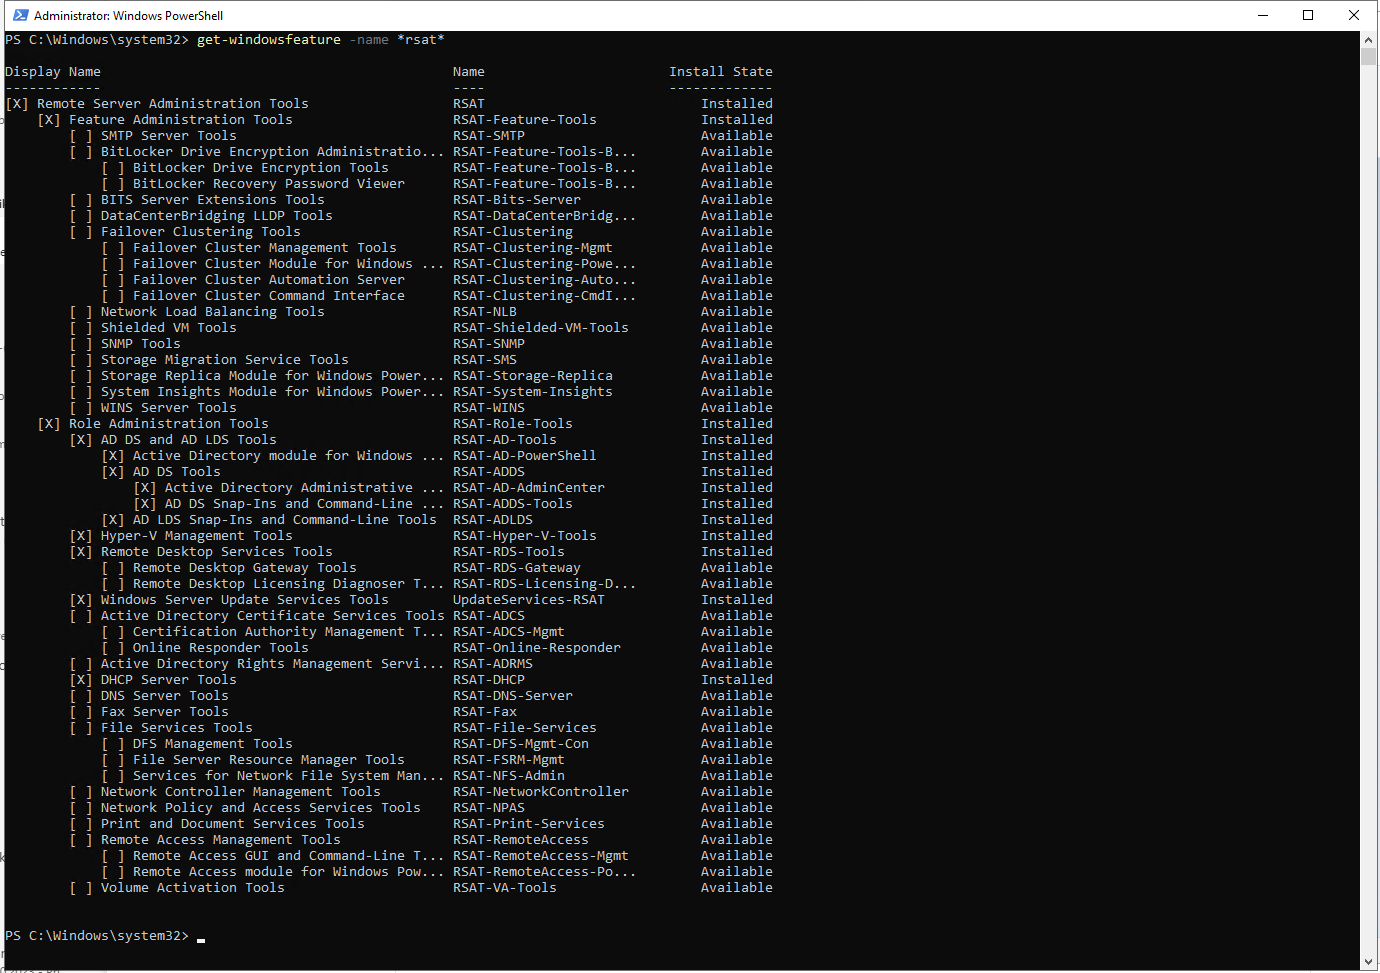 Administrator: Windows PowerShell
PS C:\Windows\system32> get-windowsfeature -name *rsat*
Display Name Name Install State
------------ ---- -------------
[X] Remote Server Administration Tools RSAT Installed
[X] Feature Administration Tools RSAT-Feature-Tools Installed
[ ] SMTP Server Tools RSAT-SMTP Available
[ ] BitLocker Drive Encryption Administratio... RSAT-Feature-Tools-B... Available
[ ] BitLocker Drive Encryption Tools RSAT-Feature-Tools-B... Available
[ ] BitLocker Recovery Password Viewer RSAT-Feature-Tools-B... Available
[ ] BITS Server Extensions Tools RSAT-Bits-Server Available
[ ] DataCenterBridging LLDP Tools RSAT-DataCenterBridg... Available
[ ] Failover Clustering Tools RSAT-Clustering Available
[ ] Failover Cluster Management Tools RSAT-Clustering-Mgmt Available
[ ] Failover Cluster Module for Windows ... RSAT-Clustering-Powe... Available
[ ] Failover Cluster Automation Server RSAT-Clustering-Auto... Available
[ ] Failover Cluster Command Interface RSAT-Clustering-CmdI... Available
[ ] Network Load Balancing Tools RSAT-NLB Available
[ ] Shielded VM Tools RSAT-Shielded-VM-Tools Available
[ ] SNMP Tools RSAT-SNMP Available
[ ] Storage Migration Service Tools RSAT-SMS Available
[ ] Storage Replica Module for Windows Power... RSAT-Storage-Replica Available
[ ] System Insights Module for Windows Power... RSAT-System-Insights Available
[ ] WINS Server Tools RSAT-WINS Available
[X] Role Administration Tools RSAT-Role-Tools Installed
[X] AD DS and AD LDS Tools RSAT-AD-Tools Installed
[X] Active Directory module for Windows ... RSAT-AD-PowerShell Installed
[X] AD DS Tools RSAT-ADDS Installed
[X] Active Directory Administrative ... RSAT-AD-AdminCenter Installed
[X] AD DS Snap-Ins and Command-Line ... RSAT-ADDS-Tools Installed
[X] AD LDS Snap-Ins and Command-Line Tools RSAT-ADLDS Installed
[X] Hyper-V Management Tools RSAT-Hyper-V-Tools Installed
[X] Remote Desktop Services Tools RSAT-RDS-Tools Installed
[ ] Remote Desktop Gateway Tools RSAT-RDS-Gateway Available
[ ] Remote Desktop Licensing Diagnoser T... RSAT-RDS-Licensing-D... Available
[X] Windows Server Update Services Tools UpdateServices-RSAT Installed
[ ] Active Directory Certificate Services Tools RSAT-ADCS Available
[ ] Certification Authority Management T... RSAT-ADCS-Mgmt Available
[ ] Online Responder Tools RSAT-Online-Responder Available
[ ] Active Directory Rights Management Servi... RSAT-ADRMS Available
[X] DHCP Server Tools RSAT-DHCP Installed
[ ] DNS Server Tools RSAT-DNS-Server Available
[ ] Fax Server Tools RSAT-Fax Available
[ ] File Services Tools RSAT-File-Services Available
[ ] DFS Management Tools RSAT-DFS-Mgmt-Con Available
[ ] File Server Resource Manager Tools RSAT-FSRM-Mgmt Available
[ ] Services for Network File System Man... RSAT-NFS-Admin Available
[ ] Network Controller Management Tools RSAT-NetworkController Available
[ ] Network Policy and Access Services Tools RSAT-NPAS Available
[ ] Print and Document Services Tools RSAT-Print-Services Available
[ ] Remote Access Management Tools RSAT-RemoteAccess Available
[ ] Remote Access GUI and Command-Line T... RSAT-RemoteAccess-Mgmt Available
[ ] Remote Access module for Windows Pow... RSAT-RemoteAccess-Po... Available
[ ] Volume Activation Tools RSAT-VA-Tools Available
PS C:\Windows\system32>